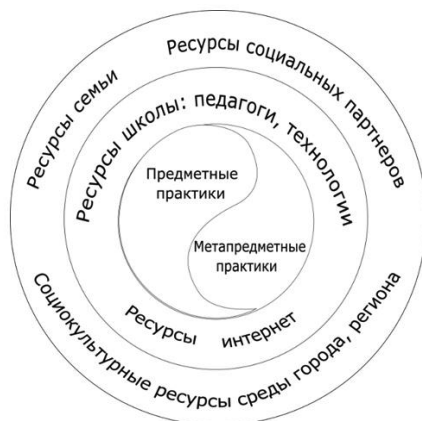 Ресурсы семьи
Ресурсы социальных партнеров
Ресурсы школы: педагоги, технологии
Предметные
практики
Метапредметные
практики
Ресурсы интернет
Социокультурные ресурсы среды города, региона